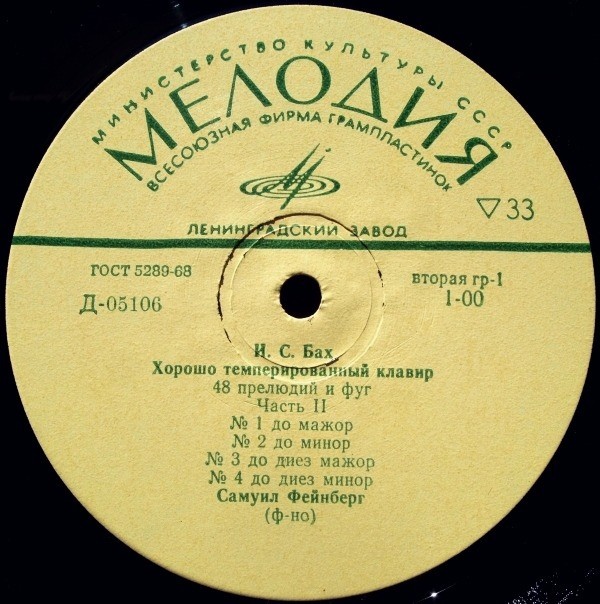 МИНИСТЕРСТВО КУЛЬТУРЫ СССР
МЕЛОДИЯ
ВСЕСОЮЗНАЯ ФИРМА ГРАМПЛАСТИНОК
ЛЕНИНГРАДСКИЙ ЗАВОД
▽33
ГОСТ 5289-68
Д-05106
вторая гр-1
1-00
И. С. Бах
Хорошо темперированный клавир
48 прелюдий и фуг
Часть II
№ 1 до мажор
№ 2 до минор
№ 3 до диез мажор
№ 4 до диез минор
Самуил Фейнберг
(ф-но)